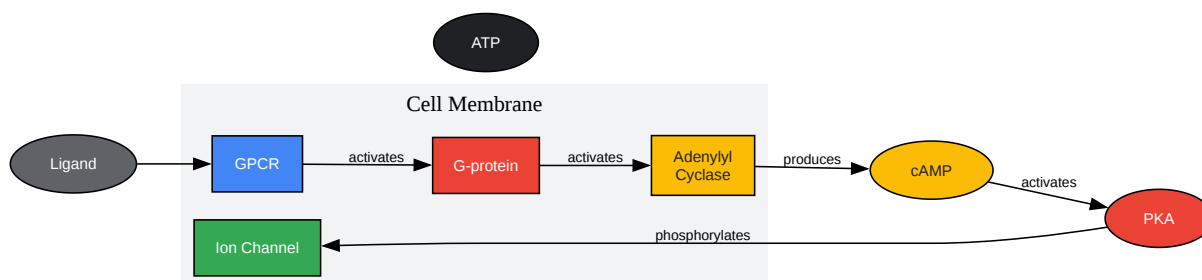 ATP
Cell Membrane
Ligand
GPCR
activates
G-protein
activates
Adenylyl
Cyclase
produces
cAMP
activates
PKA
phosphorylates
Ion Channel